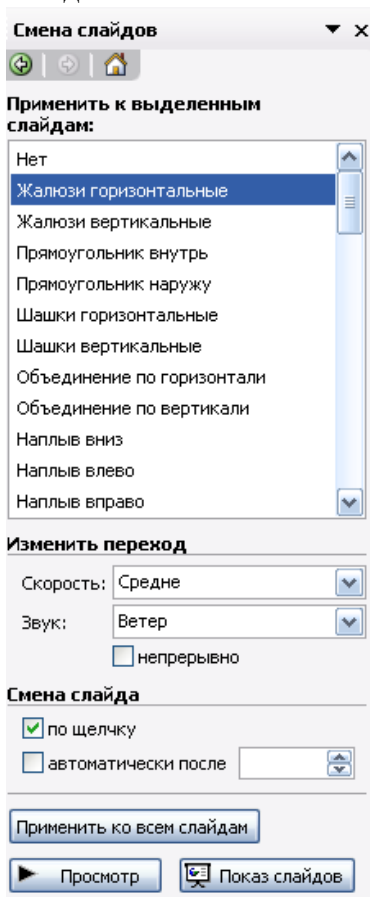 Смена слайдов
Применить к выделенным
слайдам:
Нет
Жалюзи горизонтальные
Жалюзи вертикальные
Прямоугольник внутрь
Прямоугольник наружу
Шашки горизонтальные
Шашки вертикальные
Объединение по горизонтали
Объединение по вертикали
Наплыв вниз
Наплыв влево
Наплыв вправо
Изменить переход
Скорость: Средне
Звук: Ветер
непрерывно
Смена слайда
по щелчку
автоматически после
Применить ко всем слайдам
Просмотр Показ слайдов